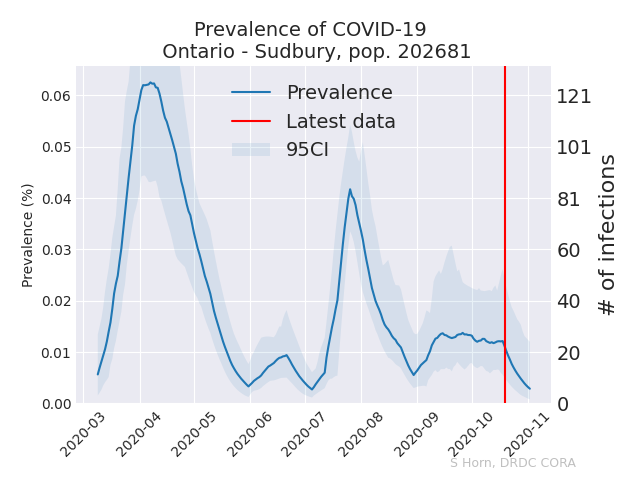 Prevalence of COVID-19
Ontario - Sudbury, pop. 202681
Prevalence
Latest data
95CI
Prevalence (%)
0.06
0.05
0.04
0.03
0.02
0.01
0.00
121
101
81
60
40
20
0
# of infections
2020-03
2020-04
2020-05
2020-06
2020-07
2020-08
2020-09
2020-10
2020-11
S Horn, DRDC CORA